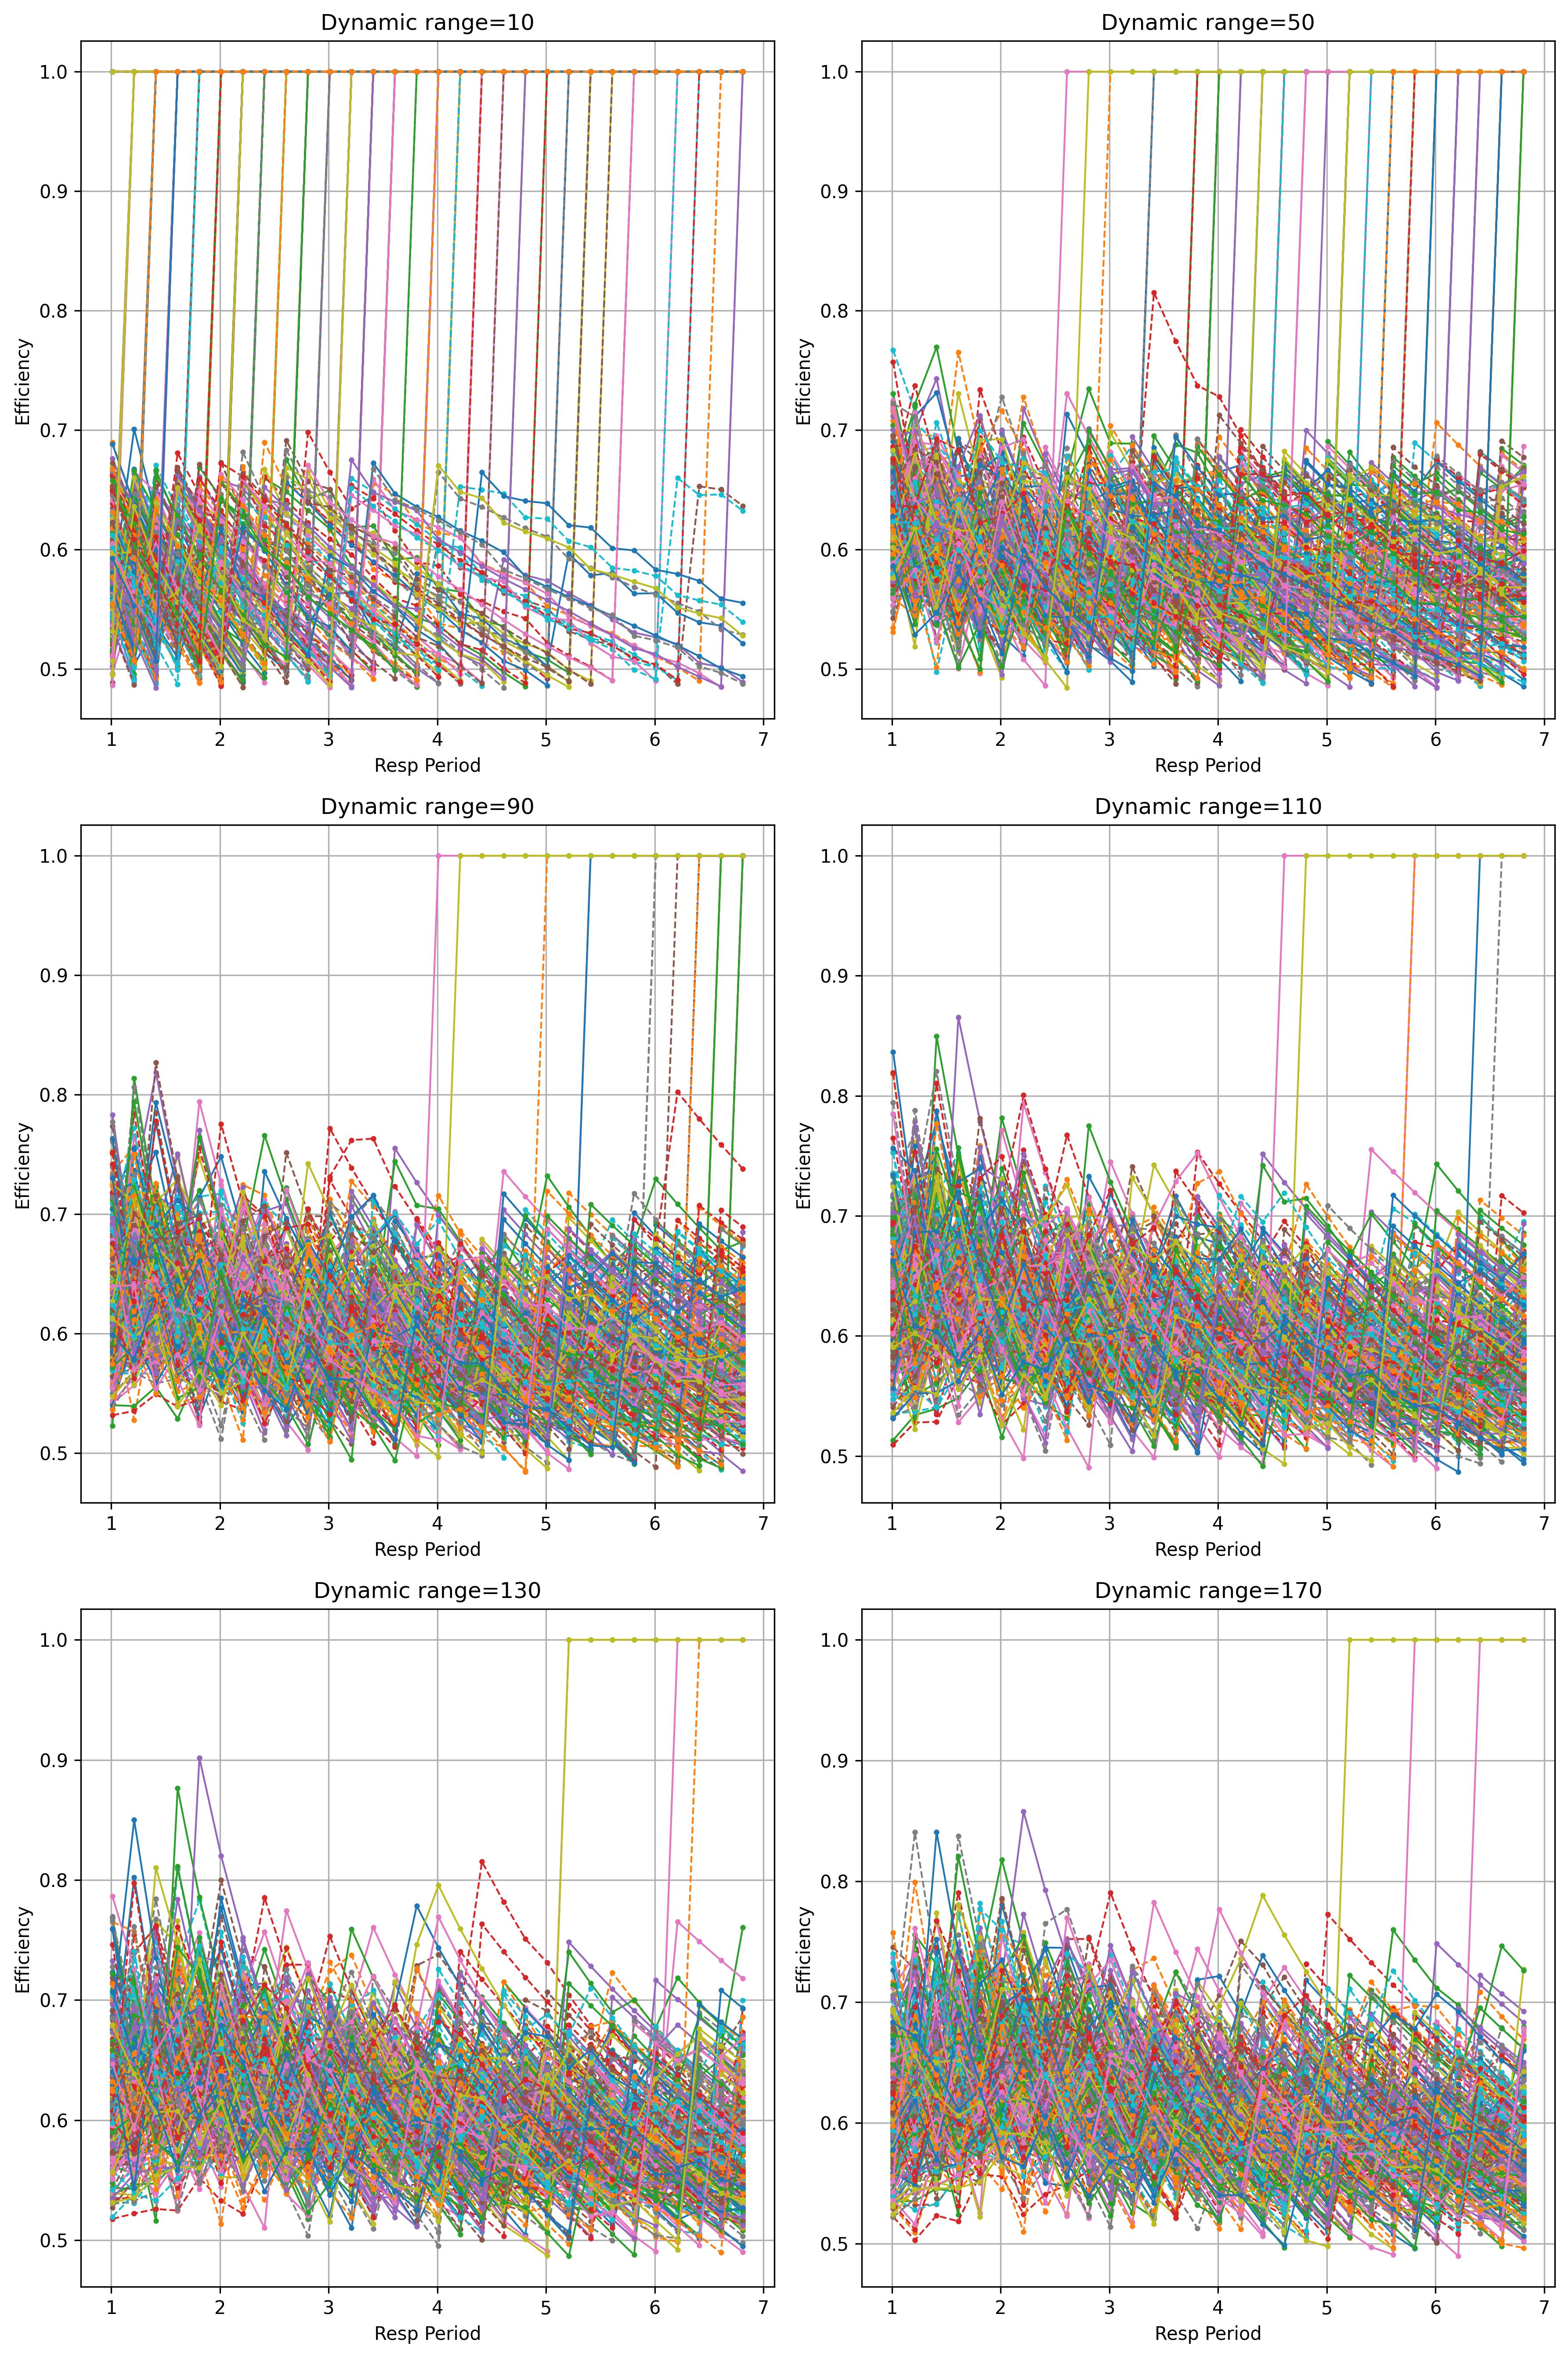 Dynamic range=10
Efficiency
1.0
0.9
0.8
0.7
0.6
0.5
1 2 3 4 5 6 7
Resp Period
Dynamic range=50
Efficiency
1.0
0.9
0.8
0.7
0.6
0.5
1 2 3 4 5 6 7
Resp Period
Dynamic range=90
Efficiency
1.0
0.9
0.8
0.7
0.6
0.5
1 2 3 4 5 6 7
Resp Period
Dynamic range=110
Efficiency
1.0
0.9
0.8
0.7
0.6
0.5
1 2 3 4 5 6 7
Resp Period
Dynamic range=130
Efficiency
1.0
0.9
0.8
0.7
0.6
0.5
1 2 3 4 5 6 7
Resp Period
Dynamic range=170
Efficiency
1.0
0.9
0.8
0.7
0.6
0.5
1 2 3 4 5 6 7
Resp Period